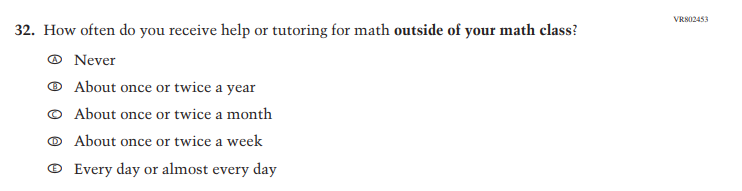 VR802453
32. How often do you receive help or tutoring for math outside of your math class?
Ⓐ Never
Ⓑ About once or twice a year
Ⓒ About once or twice a month
Ⓓ About once or twice a week
Ⓔ Every day or almost every day